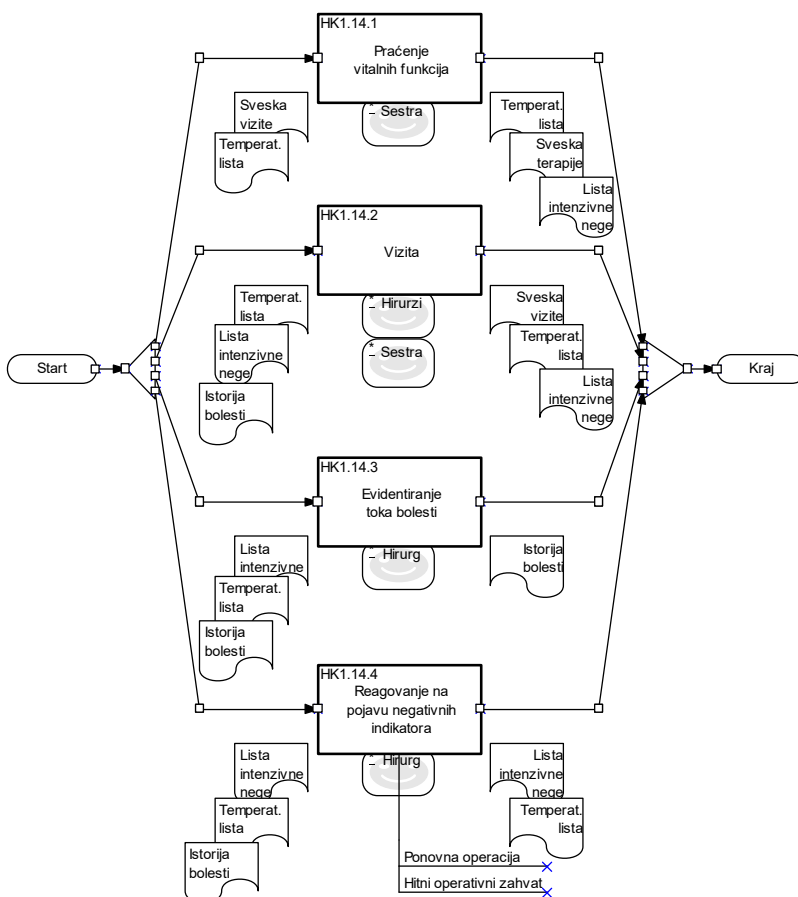 HK1.14.1
Praćenje
vitalnih funkcija
Sveska
vizite
Temperat.
lista
*_ Sestra
Temperat.
lista
Sveska
terapije
Lista
intenzivne
nege
HK1.14.2
Vizita
Temperat.
lista
Lista
intenzivne
nege
Istorija
bolesti
*_ Hirurzi
*_ Sestra
Sveska
vizite
Temperat.
lista
Lista
intenzivne
nege
Start
Kraj
HK1.14.3
Evidentiranje
toka bolesti
Lista
intenzivne
Temperat.
lista
Istorija
bolesti
*_ Hirurg
Istorija
bolesti
HK1.14.4
Reagovanje na
pojavu negativnih
indikatora
Lista
intenzivne
nege
Temperat.
lista
Istorija
bolesti
*_ Hirurg
Lista
intenzivne
nege
Temperat.
lista
Ponovna operacija
Hitni operativni zahvat